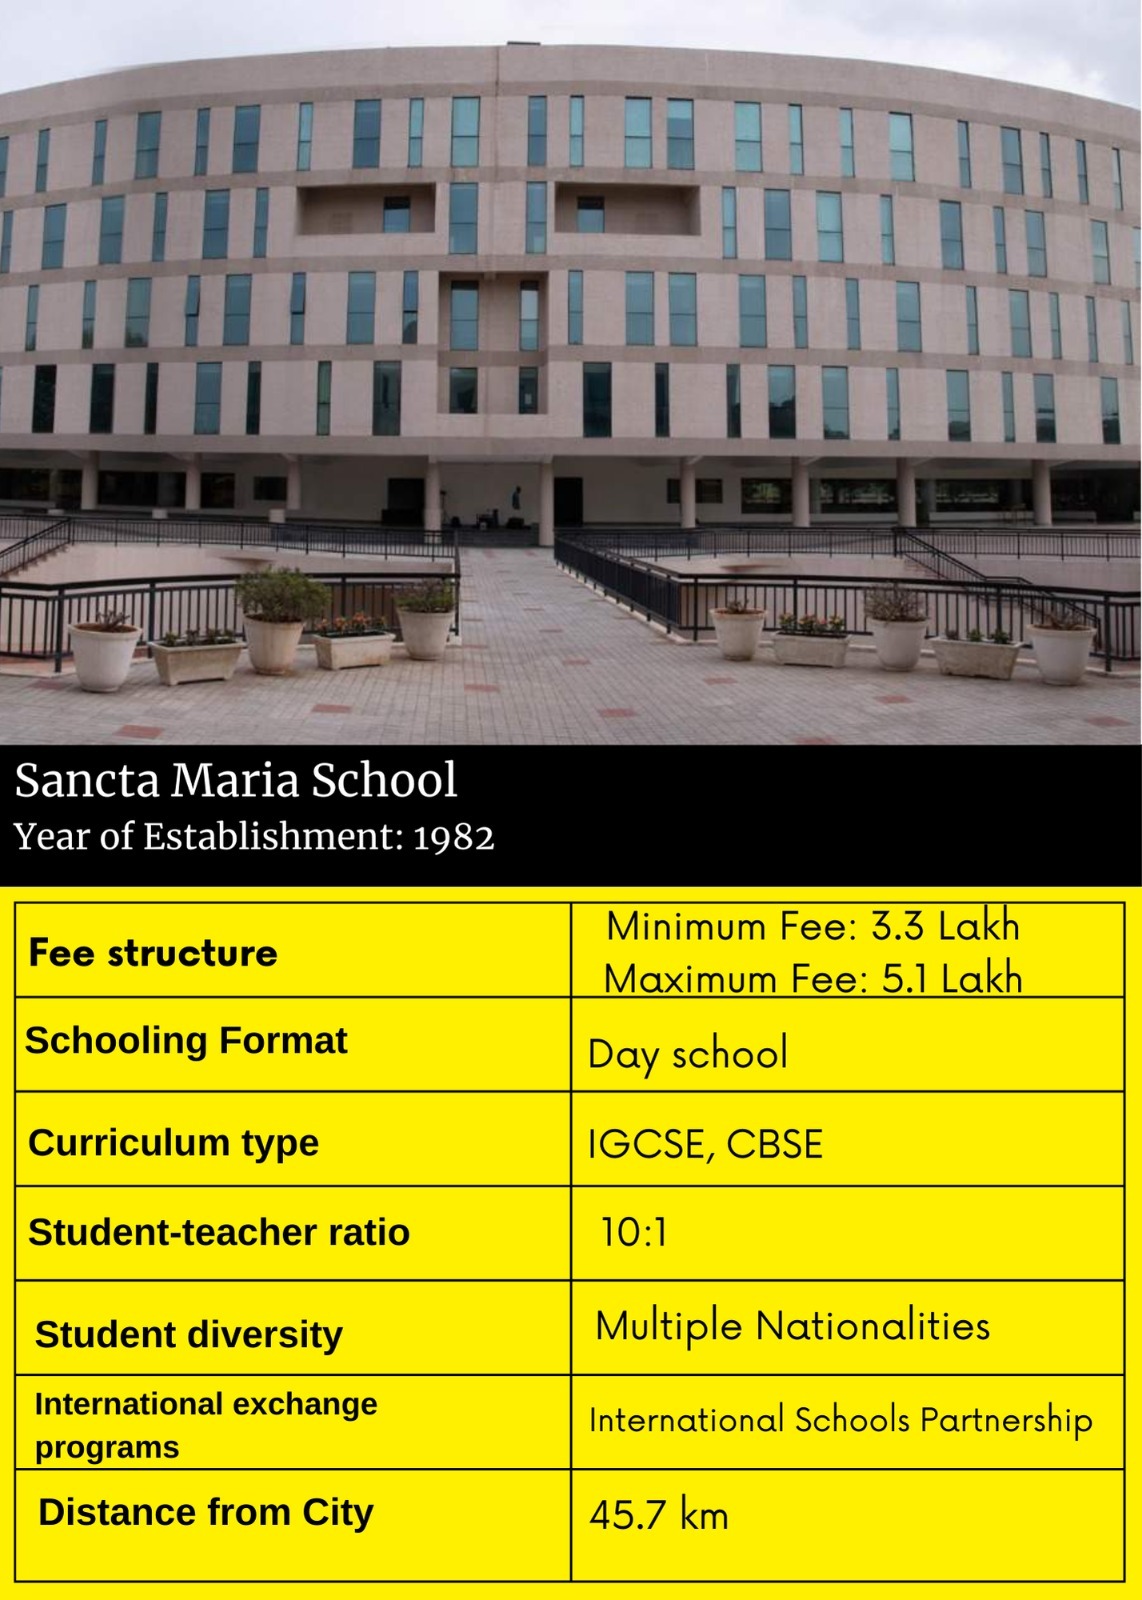 Sancta Maria School
Year of Establishment: 1982
Fee structure
Minimum Fee: 3.3 Lakh
Maximum Fee: 5.1 Lakh
Schooling Format
Day school
Curriculum type
IGCSE, CBSE
Student-teacher ratio
10:1
Student diversity
Multiple Nationalities
International exchange
programs
International Schools Partnership
Distance from City
45.7 km